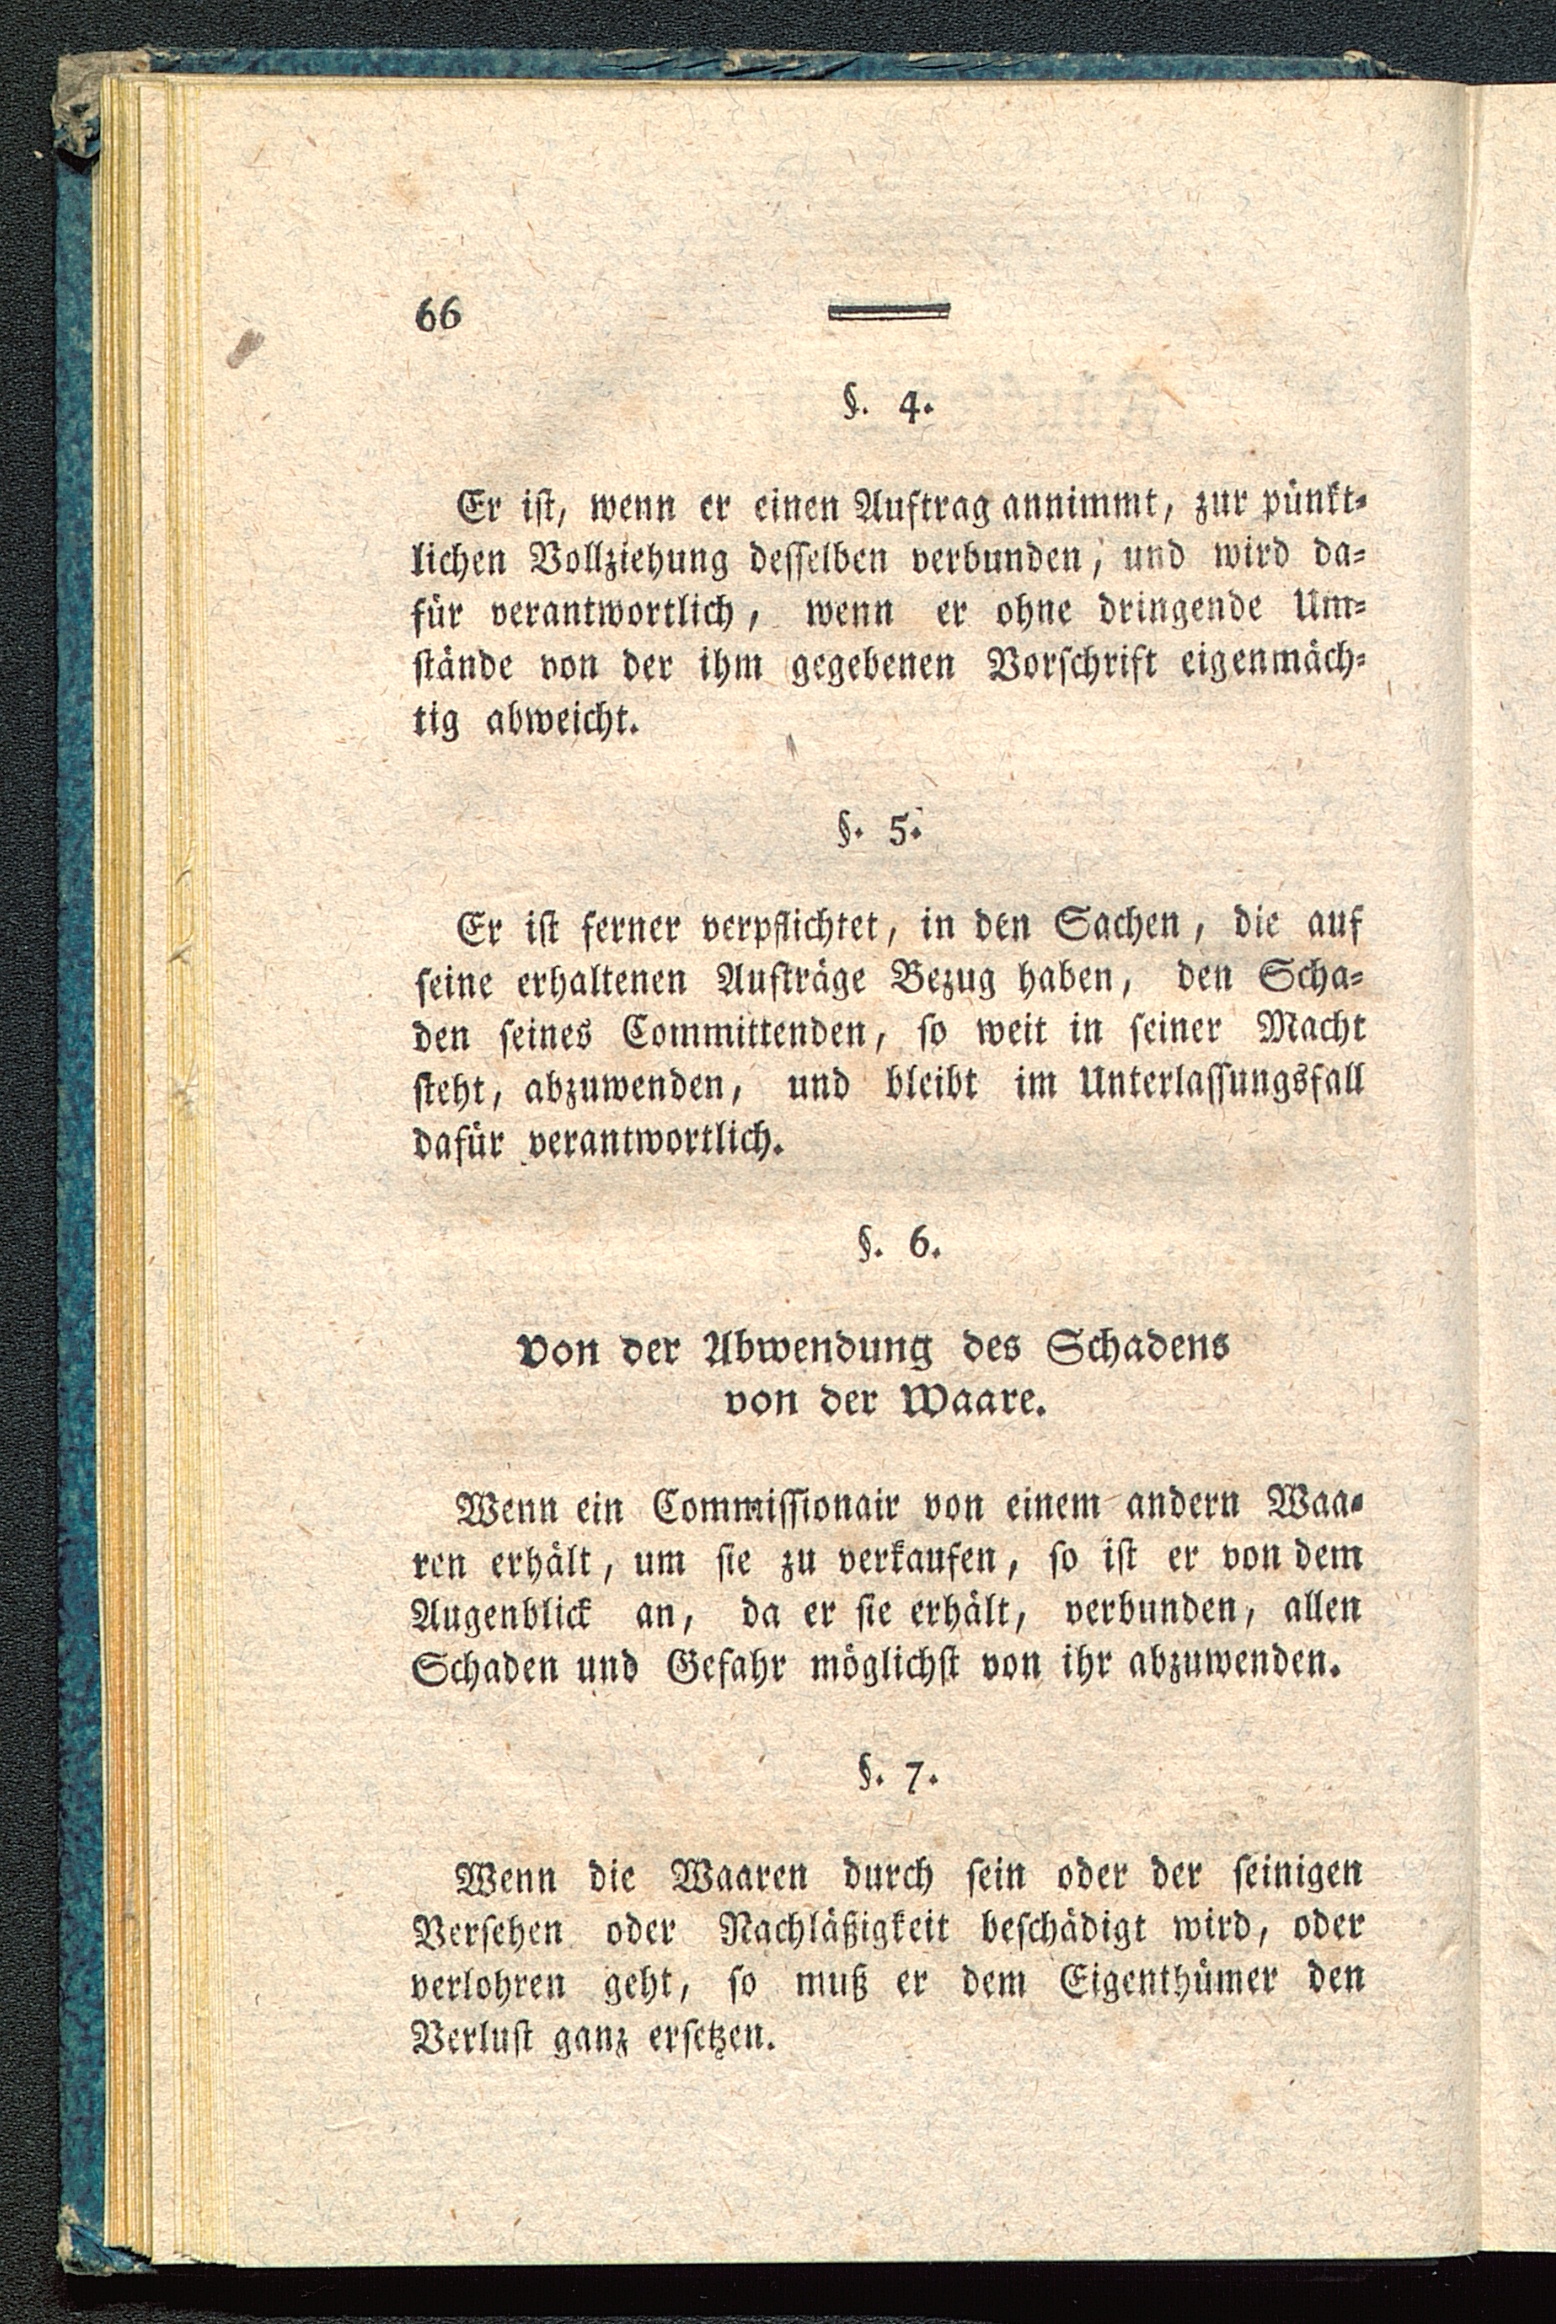 66
§. 4.
Er ist, wenn er einen Auftrag annimmt, zur pünkt-
lichen Vollziehung desselben verbunden, und wird da-
für verantwortlich, wenn er ohne dringende Um-
stände von der ihm gegebenen Vorschrift eigenmäch-
tig abweicht.
§. 5.
Er ist ferner verpflichtet, in den Sachen, die auf
seine erhaltenen Aufträge Bezug haben, den Scha-
den seines Committenden, so weit in seiner Macht
steht, abzuwenden, und bleibt im Unterlassungsfall
dafür verantwortlich.
§. 6.
Von der Abwendung des Schadens
von der Waare.
Wenn ein Commissionair von einem andern Waa-
ren erhält, um sie zu verkaufen, so ist er von dem
Augenblick an, da er sie erhält, verbunden, allen
Schaden und Gefahr möglichst von ihr abzuwenden.
§. 7.
Wenn die Waaren durch sein oder der seinigen
Versehen oder Nachläßigkeit beschädigt wird, oder
verlohren geht, so muß er dem Eigenthümer den
Verlust ganz ersetzen.